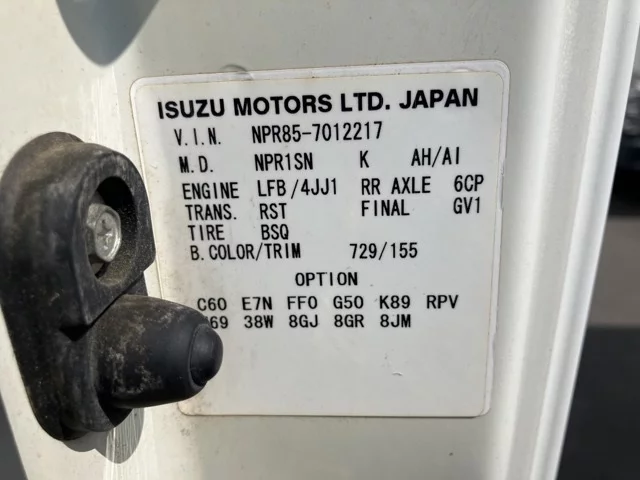 ISUZU MOTORS LTD. JAPAN
V.I.N. NPR85-7012217
M.D. NPR1SN K AH/AI
ENGINE LFB/4JJ1 RR AXLE 6CP
TRANS. RST FINAL GV1
TIRE BSQ
B.COLOR/TRIM 729/155
OPTION
C60 E7N FF0 G50 K89 RPV
38W 8GJ 8GR 8JM